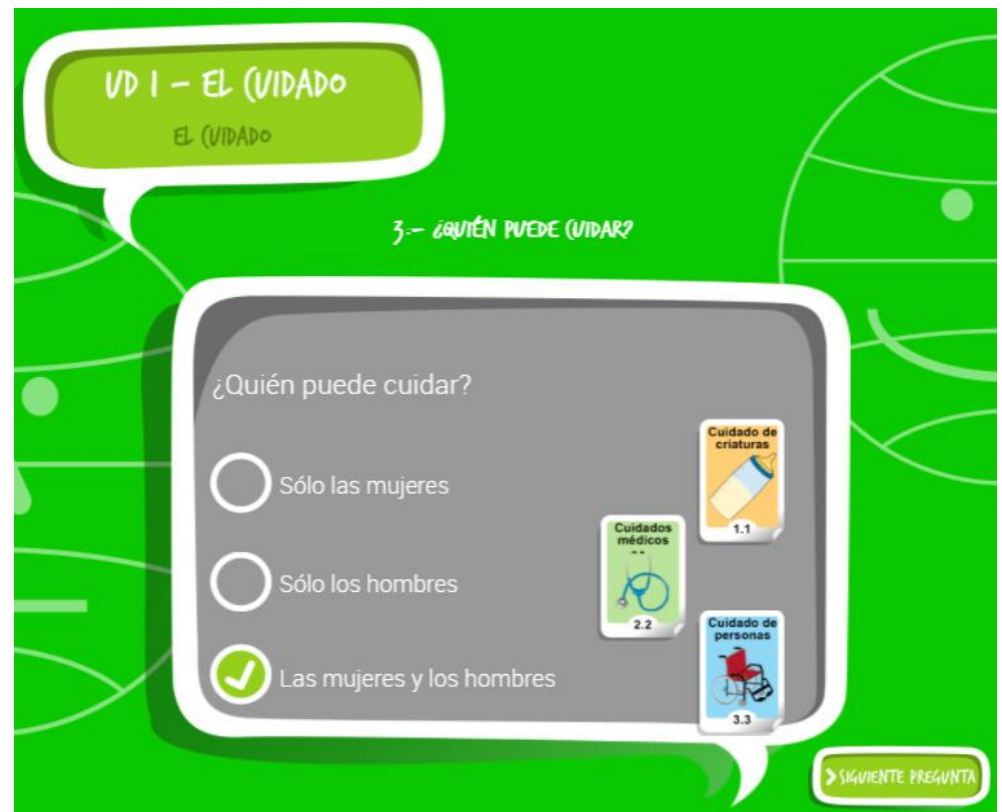 UD 1 – EL CUIDADO
EL CUIDADO
3.- ¿QUIÉN PUEDE CUIDAR?
¿Quién puede cuidar?
Sólo las mujeres
Sólo los hombres
Las mujeres y los hombres
Cuidado de
criaturas
1.1
Cuidados
médicos
2.2
Cuidado de
personas
3.3
SIGUIENTE PREGUNTA